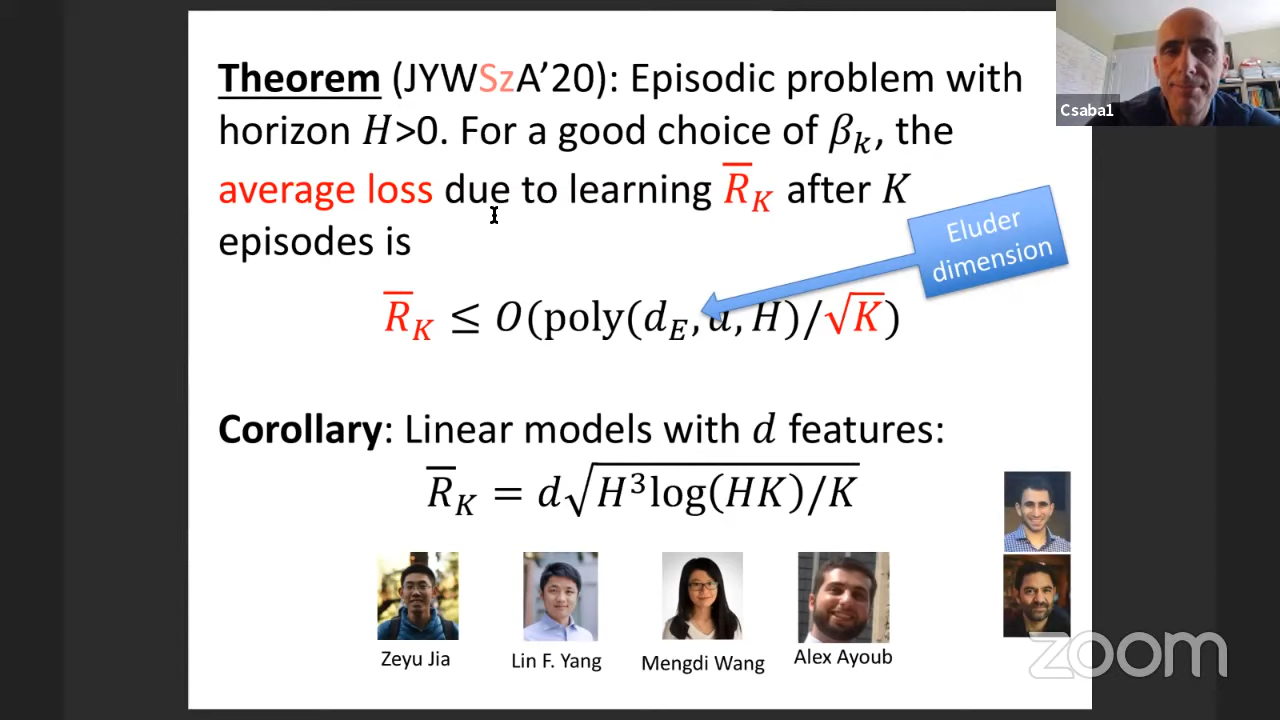 Theorem (JYWSzA’20): Episodic problem with
horizon H>0. For a good choice of βₖ, the
average loss due to learning R̅_K after K
episodes is
Eluder
dimension
R̅_K ≤ O(poly(d_E, d, H)/√K)
Corollary: Linear models with d features:
R̅_K = d√(H³log(HK)/K)
Zeyu Jia
Lin F. Yang
Mengdi Wang
Alex Ayoub
Csaba1
zoom